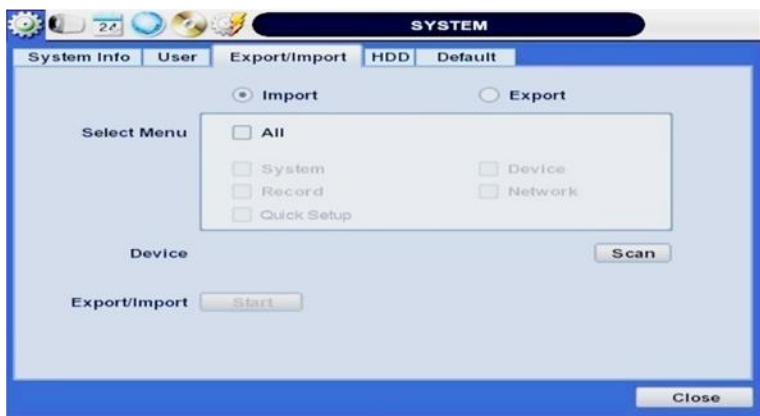 24 SYSTEM
System Info User Export/Import HDD Default
Import Export
Select Menu All
System Device
Record Network
Quick Setup
Device Scan
Export/Import Start
Close